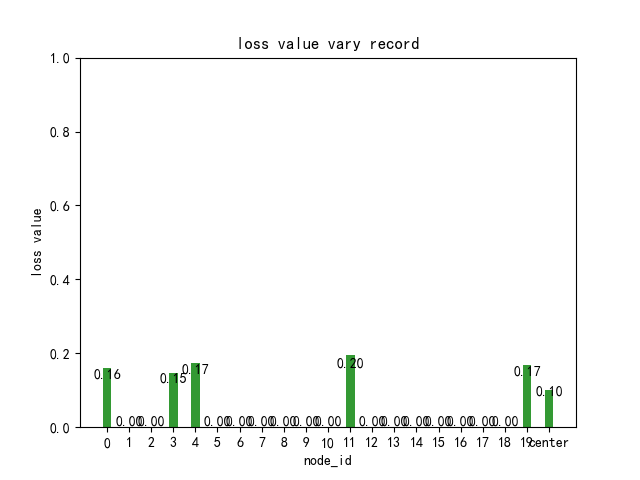 loss value vary record
1.0
0.8
0.6
0.4
0.2
0.0
loss value
0.16 0.00 0.00 0.15 0.17 0.00 0.00 0.00 0.00 0.00 0.00 0.20 0.00 0.00 0.00 0.00 0.00 0.00 0.00 0.17 0.10
0 1 2 3 4 5 6 7 8 9 10 11 12 13 14 15 16 17 18 19 center
node_id